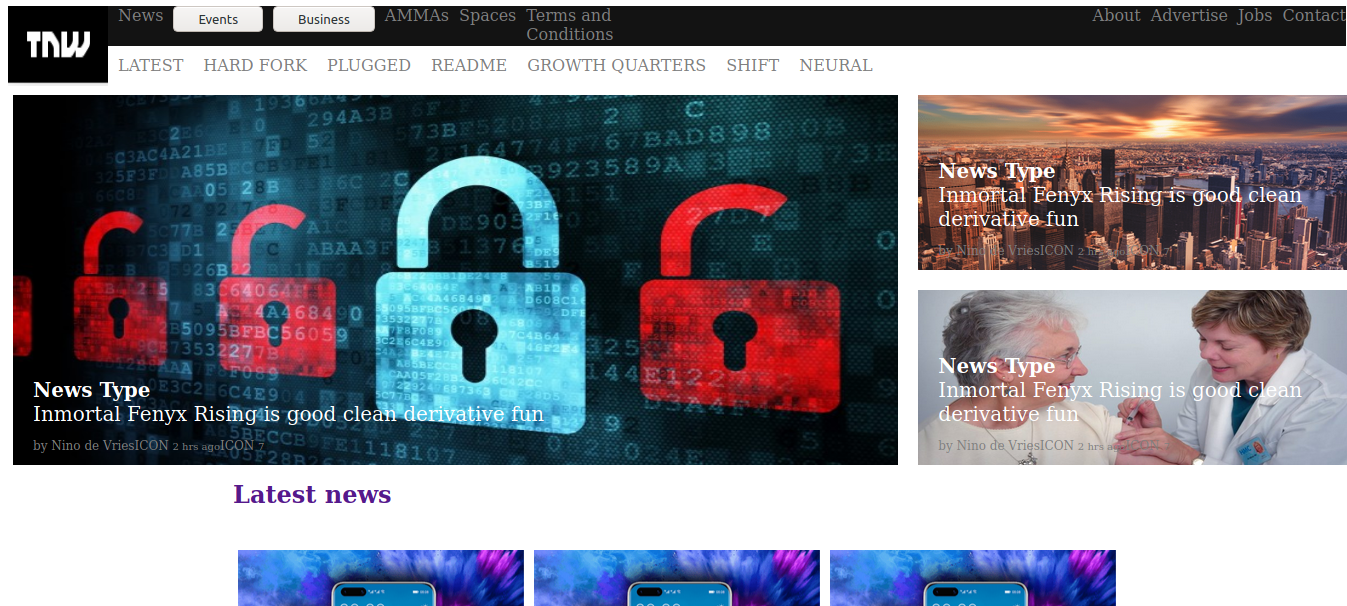 TNW
News Events Business AMMAs Spaces Terms and
Conditions
About Advertise Jobs Contact
LATEST HARD FORK PLUGGED README GROWTH QUARTERS SHIFT NEURAL
News Type
Inmortal Fenyx Rising is good clean derivative fun
by Nino de VriesICON 2 hrs agoICON 7
News Type
Inmortal Fenyx Rising is good clean
derivative fun
by Nino de VriesICON 2 hrs agoICON 7
News Type
Inmortal Fenyx Rising is good clean
derivative fun
by Nino de VriesICON 2 hrs
Latest news